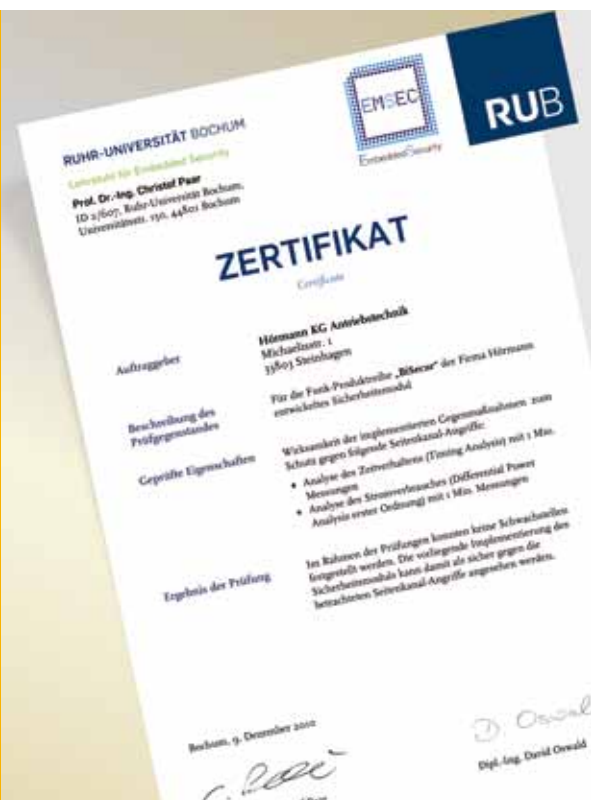 RUHR-UNIVERSITÄT BOCHUM
EMSEC
Embedded Security
RUB
Lehrstuhl für Embedded Security
Prof. Dr.-Ing. Christof Paar
ID 2/607, Ruhr-Universität Bochum,
Universitätsstr. 150, 44801 Bochum
ZERTIFIKAT
Certificate
Auftraggeber
Hörmann KG Antriebstechnik
Michaelisstr. 1
33803 Steinhagen
Beschreibung des
Prüfgegenstandes
Für die Funk-Produktreihe „BiSecur“ der Firma Hörmann
entwickeltes Sicherheitsmodul
Geprüfte Eigenschaften
Wirksamkeit der implementierten Gegenmaßnahmen zum
Schutz gegen folgende Seitenkanal-Angriffe:
• Analyse des Zeitverhaltens (Timing Analysis) mit 1 Mio.
Messungen
• Analyse des Stromverbrauches (Differential Power
Analysis erster Ordnung) mit 1 Mio. Messungen
Ergebnis der Prüfung
Im Rahmen der Prüfungen konnten keine Schwachstellen
festgestellt werden. Die vorliegende Implementierung des
Sicherheitsmoduls kann damit als sicher gegen die
betrachteten Seitenkanal-Angriffe angesehen werden.
Bochum, 9. Dezember 2010
D. Oswal
Dipl.-Ing. David Oswald